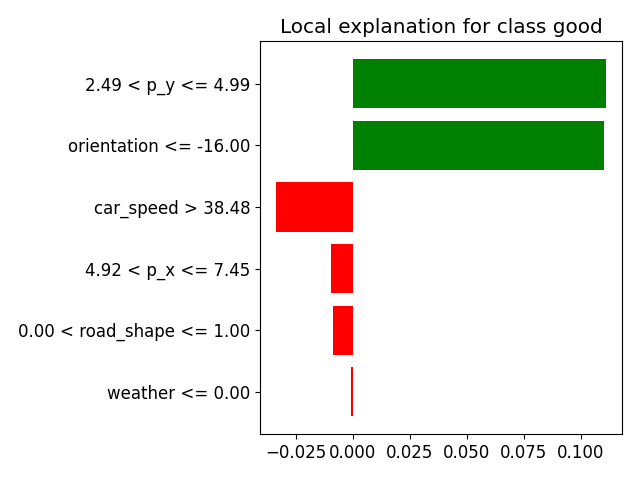 Local explanation for class good
2.49 < p_y <= 4.99
orientation <= -16.00
car_speed > 38.48
4.92 < p_x <= 7.45
0.00 < road_shape <= 1.00
weather <= 0.00
−0.025 0.000 0.025 0.050 0.075 0.100